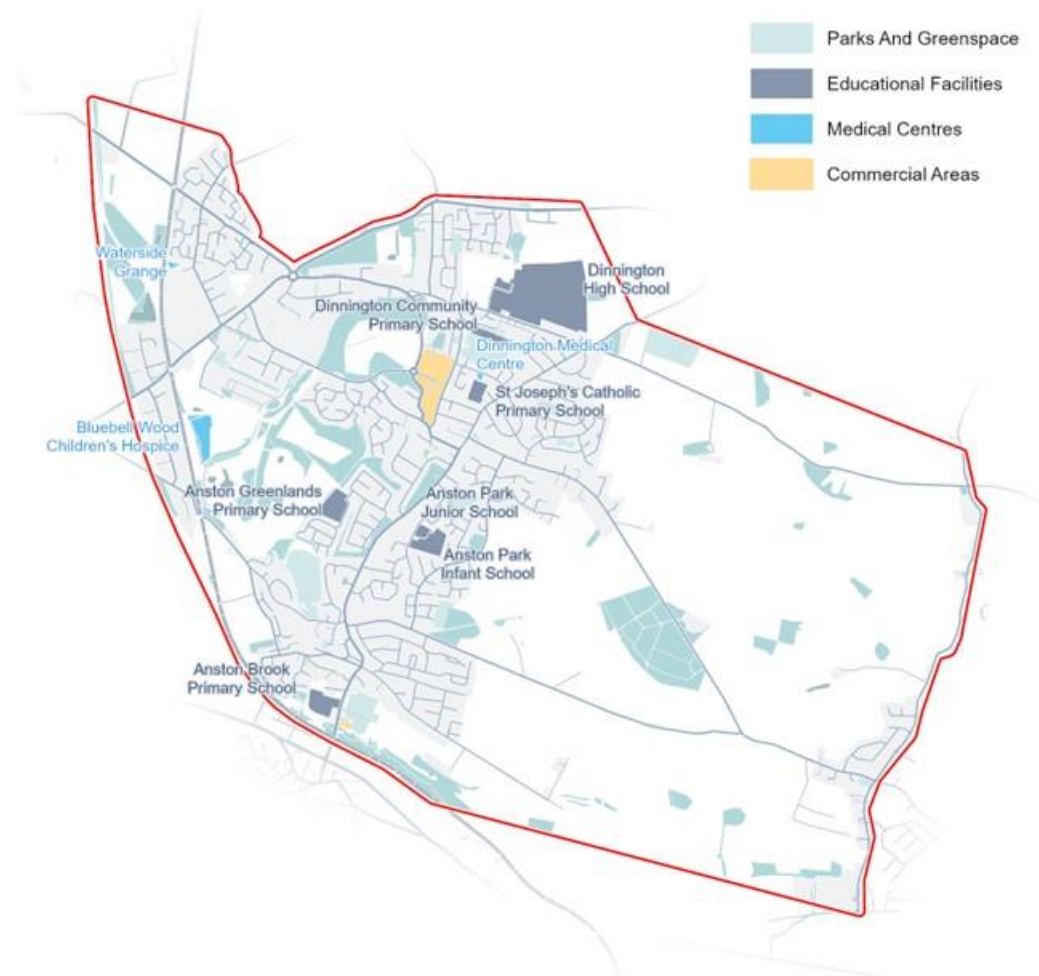 Parks And Greenspace
Educational Facilities
Medical Centres
Commercial Areas
Waterside
Grange
Dinnington
High School
Dinnington Community
Primary School
Dinnington Medical
Centre
St Joseph's Catholic
Primary School
Bluebell Wood
Children's Hospice
Anston Greenlands
Primary School
Anston Park
Junior School
Anston Park
Infant School
Anston Brook
Primary School